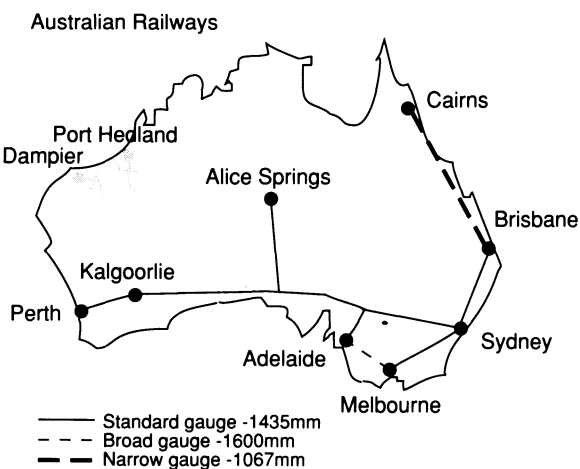 Australian Railways
Cairns
Port Hedland
Dampier
Alice Springs
Brisbane
Kalgoorlie
Perth
Sydney
Adelaide
Melbourne
Standard gauge -1435mm
Broad gauge -1600mm
Narrow gauge -1067mm